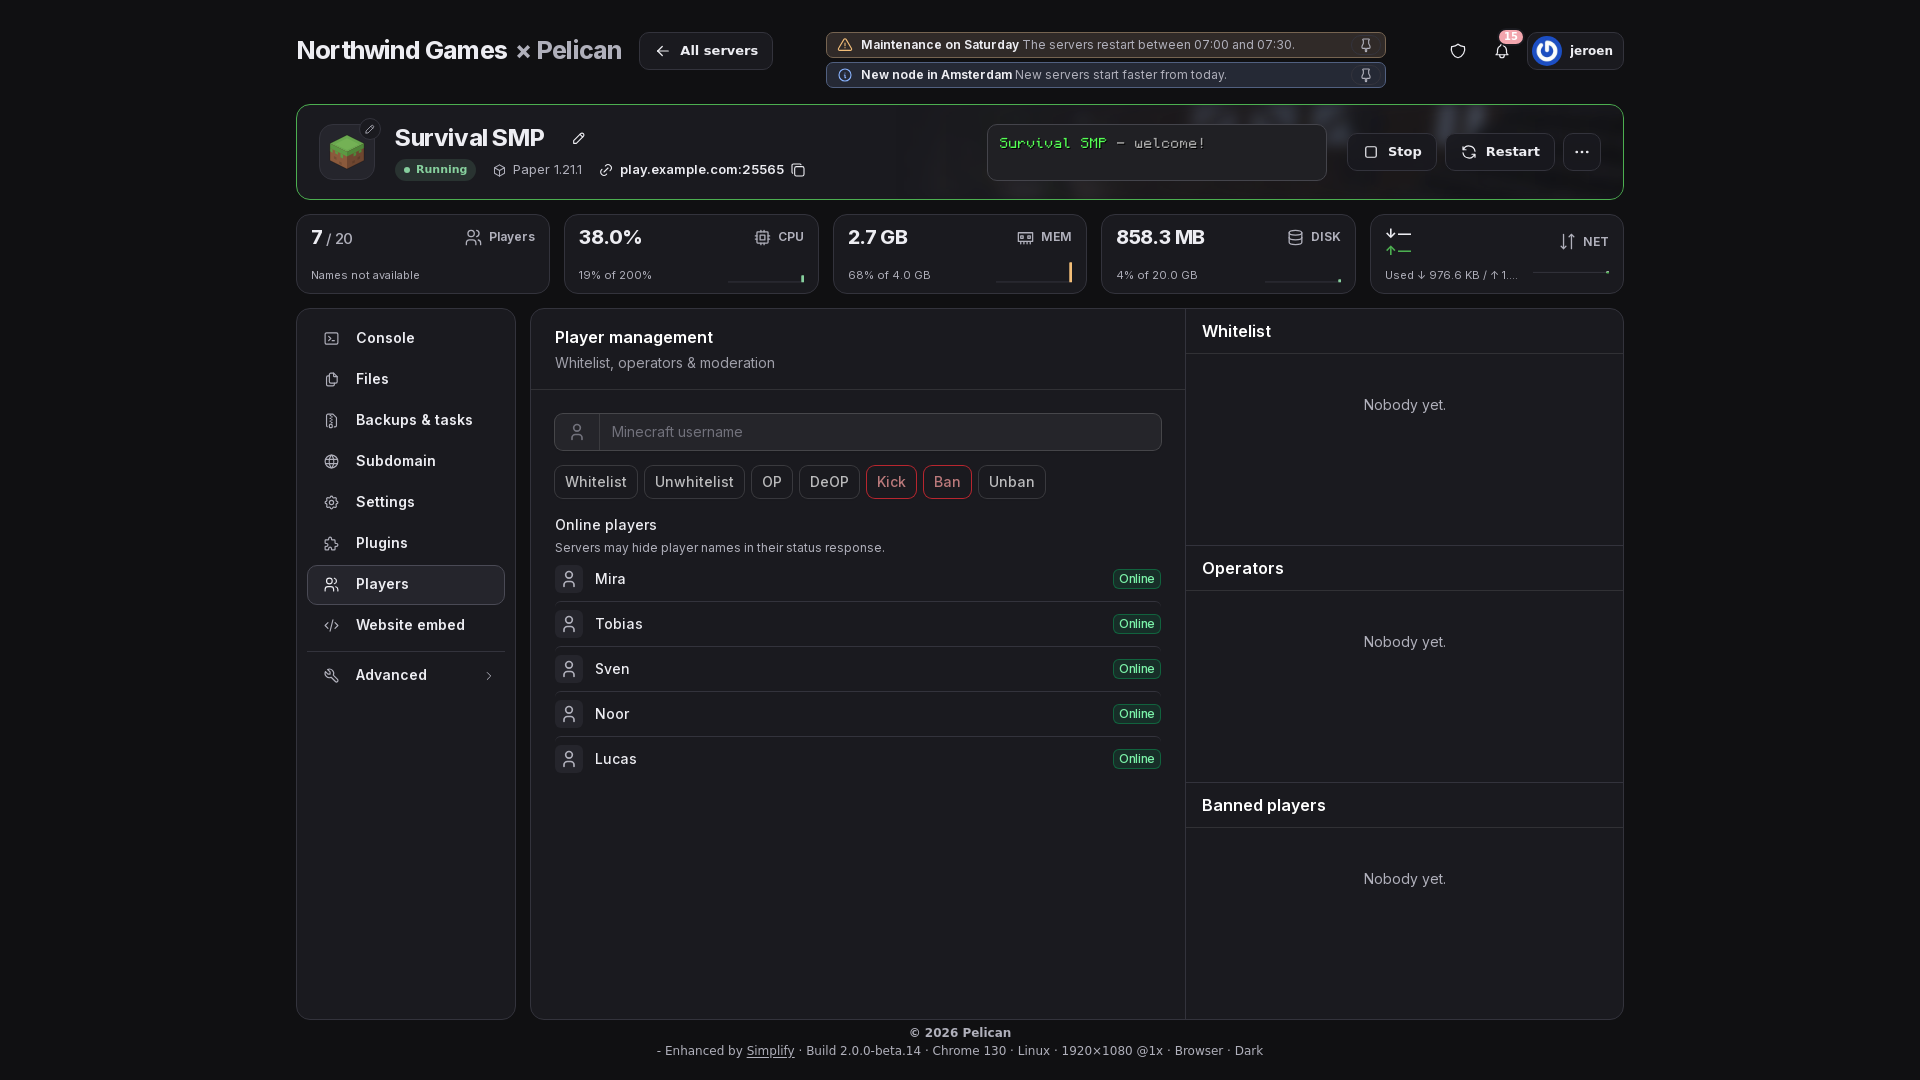 Northwind Games × Pelican
All servers
Maintenance on Saturday The servers restart between 07:00 and 07:30.
New node in Amsterdam New servers start faster from today.
15
jeroen
Survival SMP
Running
Paper 1.21.1
play.example.com:25565
Survival SMP - welcome!
Stop
Restart
7 / 20
Players
Names not available
38.0%
CPU
19% of 200%
2.7 GB
MEM
68% of 4.0 GB
858.3 MB
DISK
4% of 20.0 GB
↓—
↑—
NET
Used ↓ 976.6 KB / ↑ 1....
Console
Files
Backups & tasks
Subdomain
Settings
Plugins
Players
Website embed
Advanced
Player management
Whitelist, operators & moderation
Minecraft username
Whitelist
Unwhitelist
OP
DeOP
Kick
Ban
Unban
Online players
Servers may hide player names in their status response.
Mira
Online
Tobias
Online
Sven
Online
Noor
Online
Lucas
Online
Whitelist
Nobody yet.
Operators
Nobody yet.
Banned players
Nobody yet.
© 2026 Pelican
- Enhanced by Simplify · Build 2.0.0-beta.14 · Chrome 130 · Linux · 1920×1080 @1x · Browser · Dark